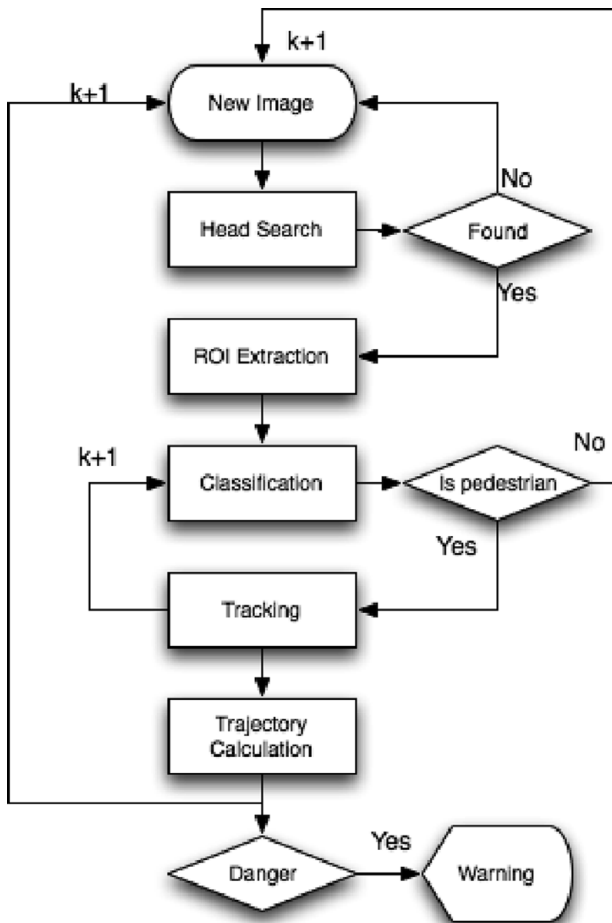 k+1
k+1
New Image
No
Head Search
Found
Yes
ROI Extraction
k+1
No
Classification
Is pedestrian
Yes
Tracking
Trajectory
Calculation
Yes
Danger
Warning